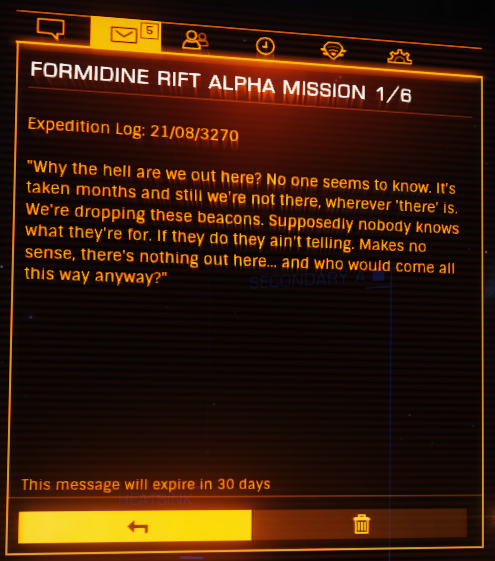 5
FORMIDINE RIFT ALPHA MISSION 1/6
Expedition Log: 21/08/3270
"Why the hell are we out here? No one seems to know. It's
taken months and still we're not there, wherever 'there' is.
We're dropping these beacons. Supposedly nobody knows
what they're for. If they do they ain't telling. Makes no
sense, there's nothing out here... and who would come all
this way anyway?"
SECONDARY
This message will expire in 30 days
HEATSINK